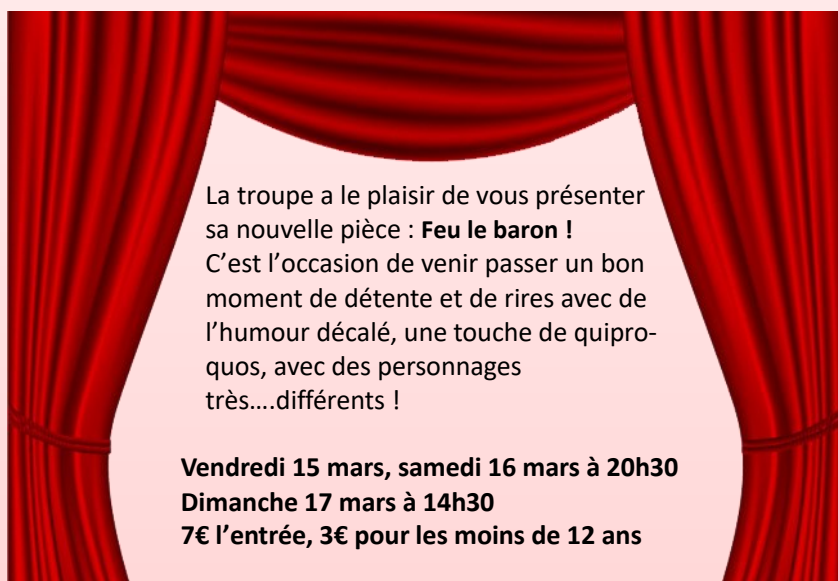 La troupe a le plaisir de vous présenter
sa nouvelle pièce : Feu le baron !
C’est l’occasion de venir passer un bon
moment de détente et de rires avec de
l’humour décalé, une touche de quipro-
quos, avec des personnages
très....différents !
Vendredi 15 mars, samedi 16 mars à 20h30
Dimanche 17 mars à 14h30
7€ l’entrée, 3€ pour les moins de 12 ans